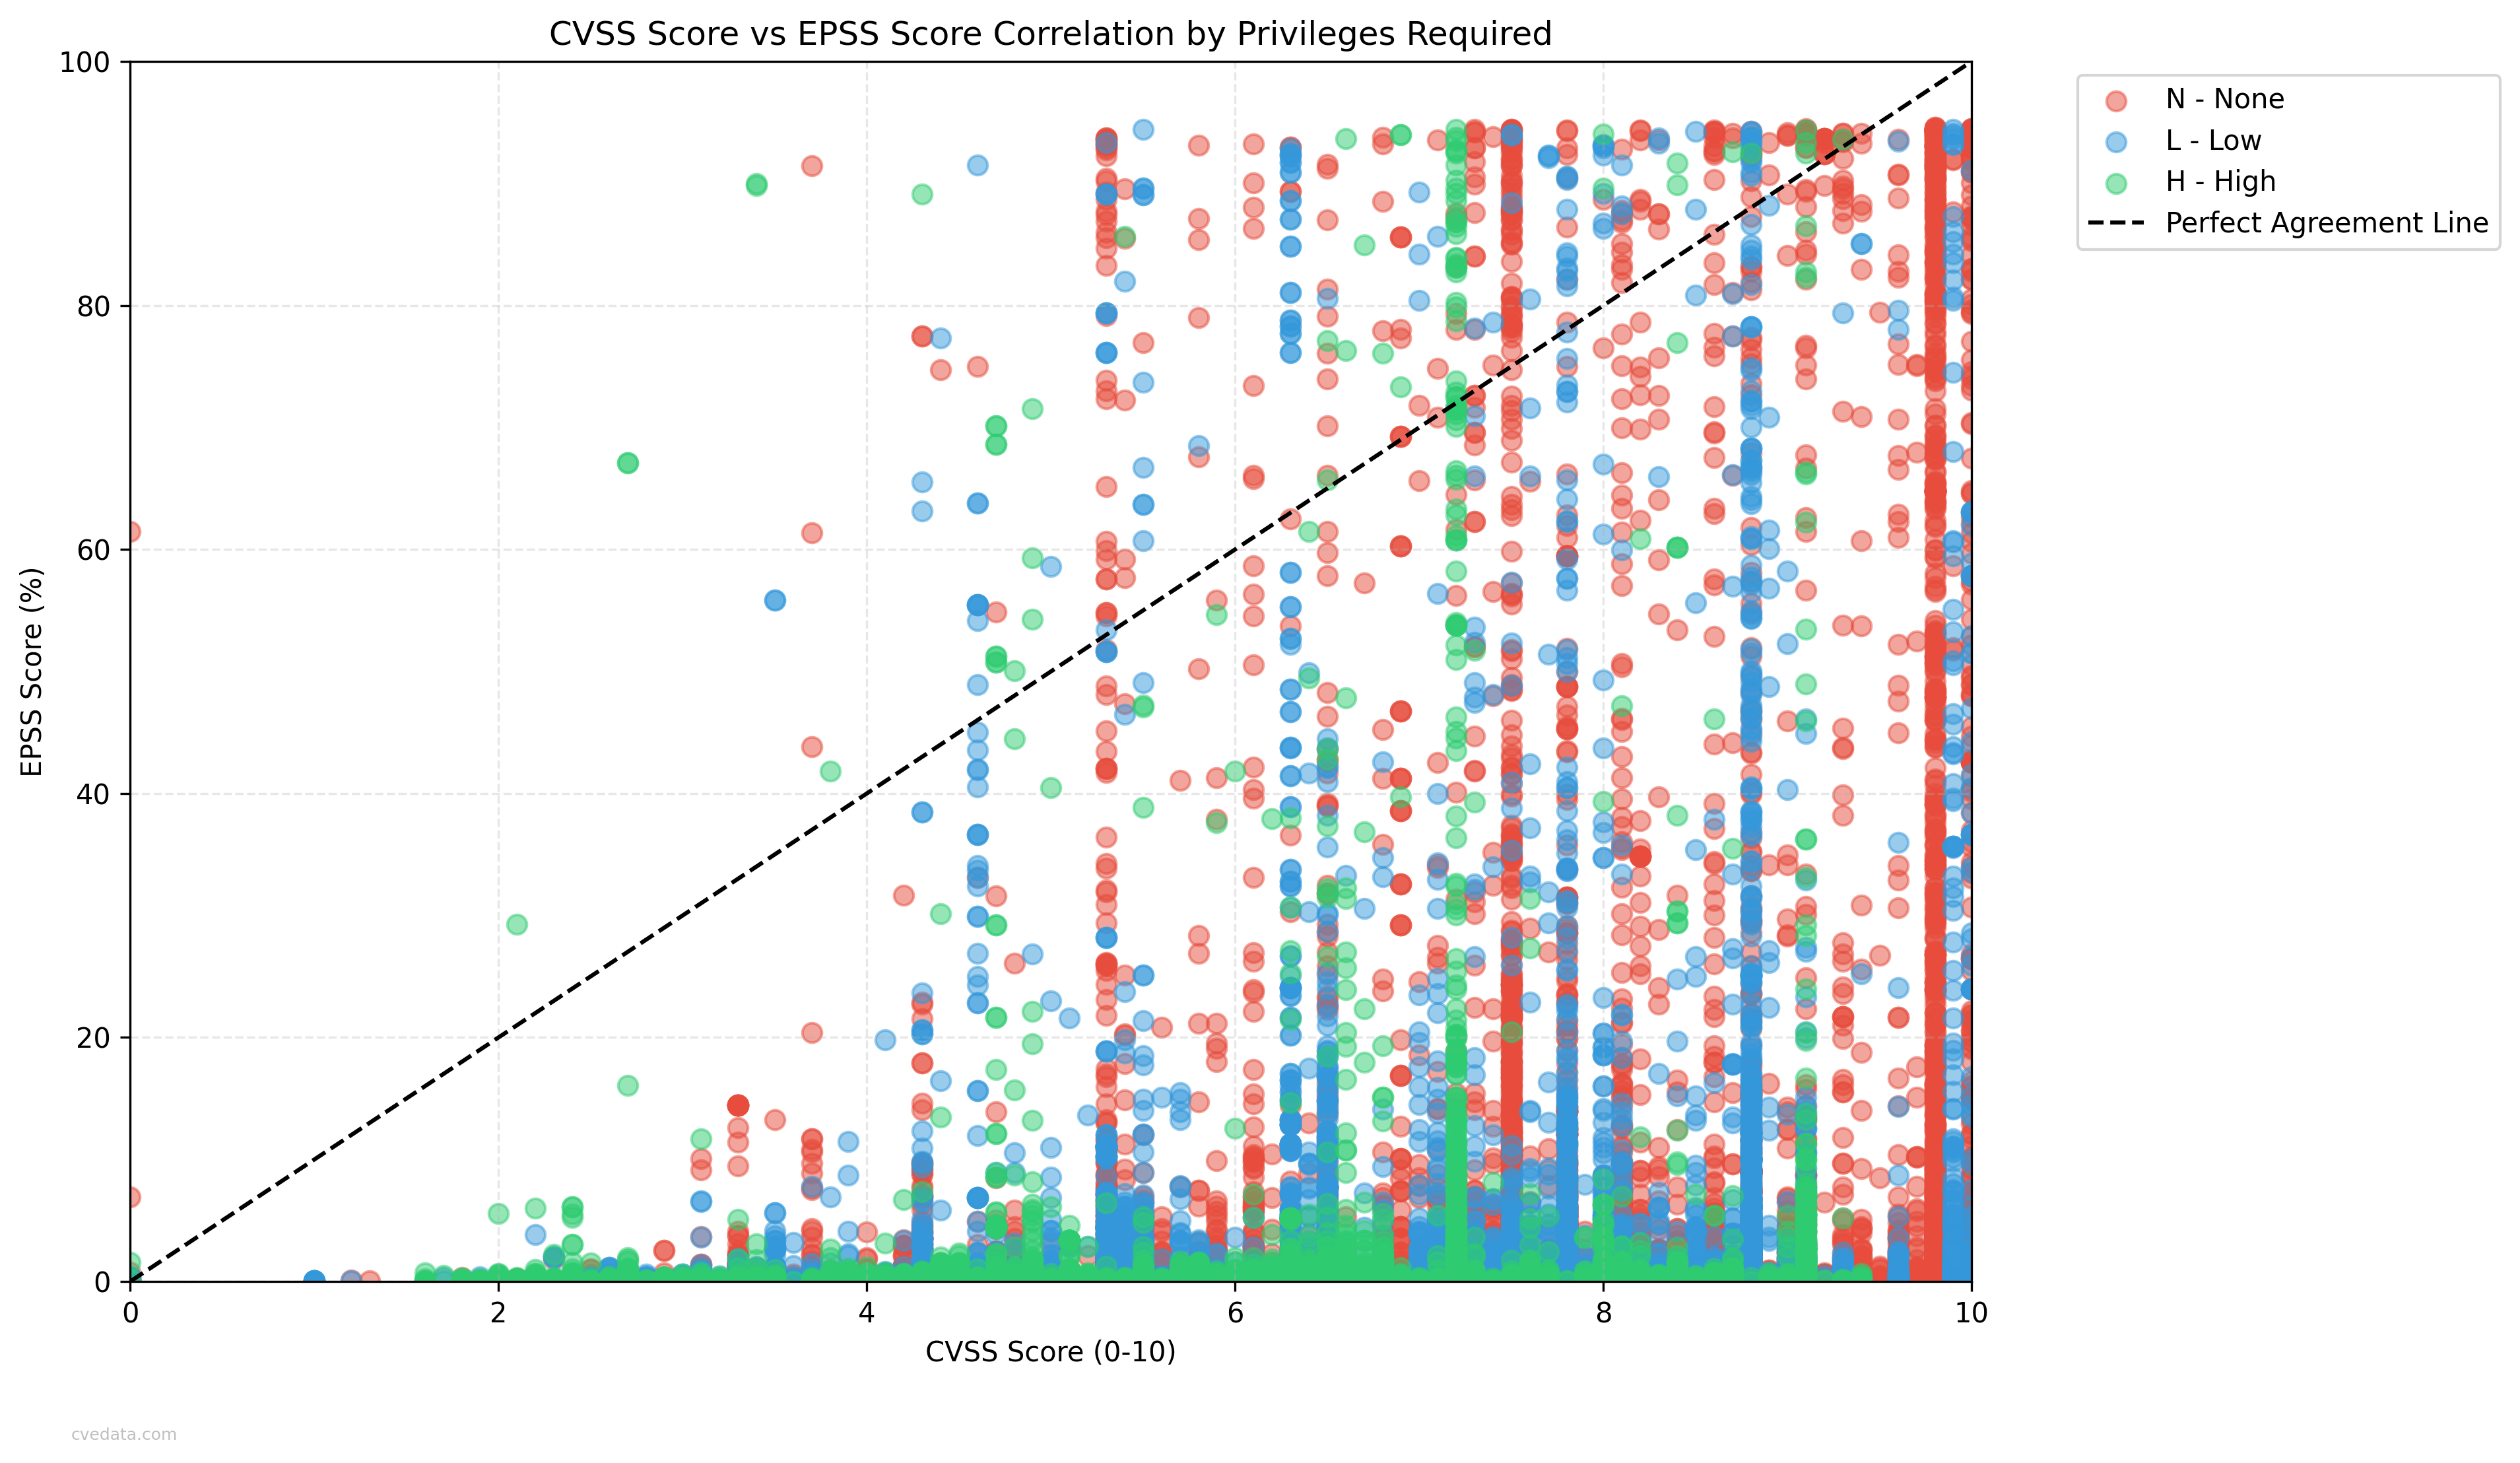 CVSS Score vs EPSS Score Correlation by Privileges Required
100
80
60
40
20
0
EPSS Score (%)
0 2 4 6 8 10
CVSS Score (0-10)
N - None
L - Low
H - High
Perfect Agreement Line
cvedata.com